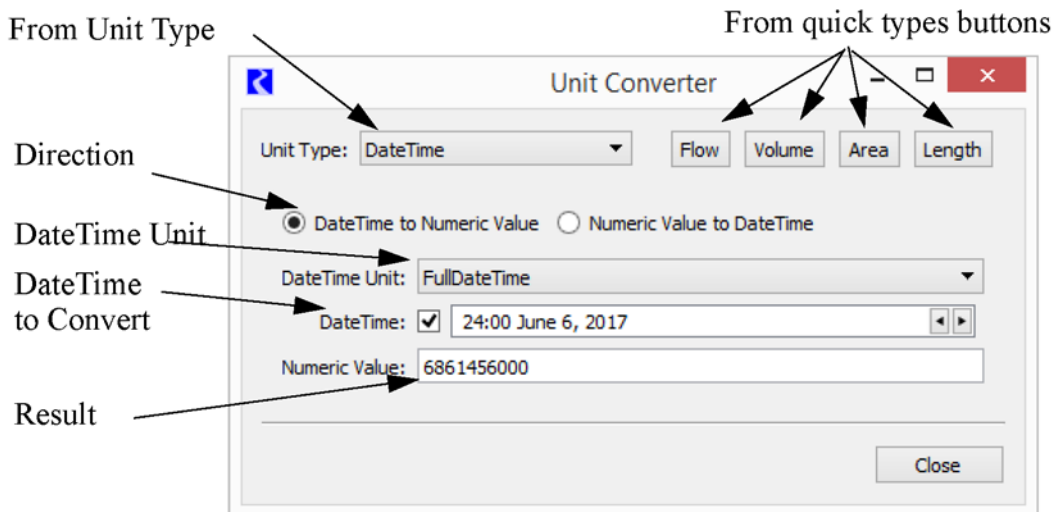 From Unit Type
From quick types buttons
Unit Converter
Direction
Unit Type: DateTime Flow Volume Area Length
DateTime to Numeric Value Numeric Value to DateTime
DateTime Unit
DateTime Unit: FullDateTime
DateTime
to Convert
DateTime: 24:00 June 6, 2017
Numeric Value: 6861456000
Result
Close